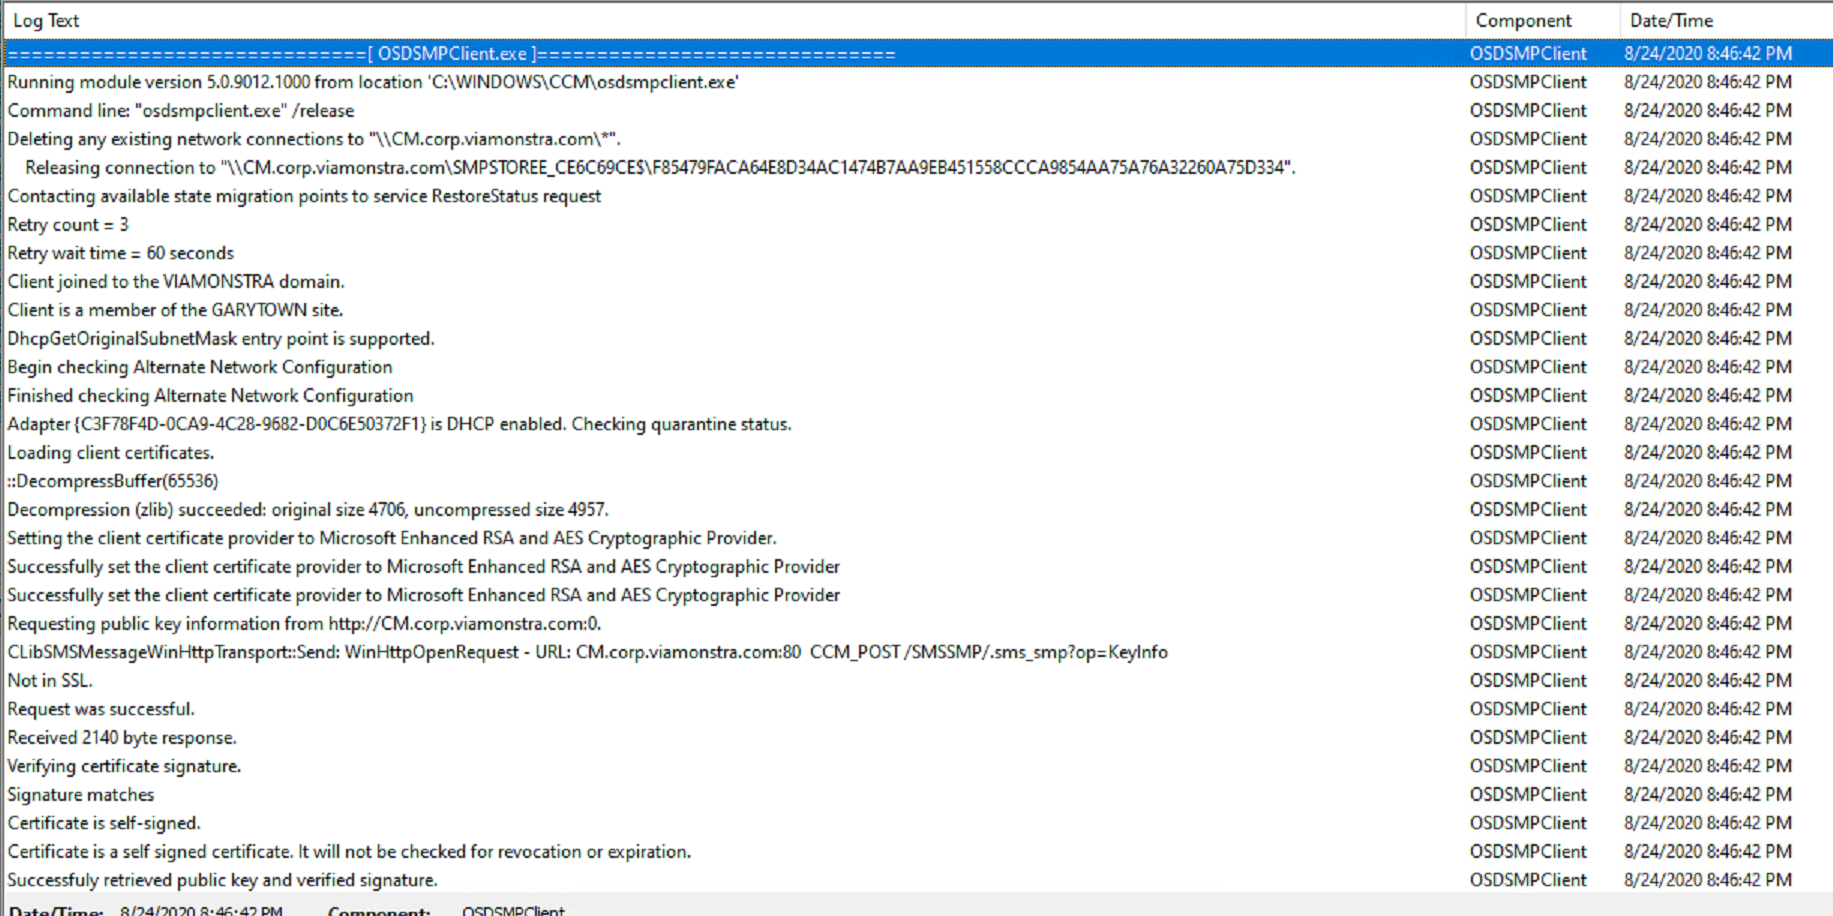 Log Text Component Date/Time
==============================[ OSDSMPClient.exe ]============================== OSDSMPClient 8/24/2020 8:46:42 PM
Running module version 5.0.9012.1000 from location 'C:\WINDOWS\CCM\osdsmpclient.exe' OSDSMPClient 8/24/2020 8:46:42 PM
Command line: "osdsmpclient.exe" /release OSDSMPClient 8/24/2020 8:46:42 PM
Deleting any existing network connections to "\\CM.corp.viamonstra.com\*". OSDSMPClient 8/24/2020 8:46:42 PM
Releasing connection to "\\CM.corp.viamonstra.com\SMPSTOREE_CE6C69CE$\F85479FACA64E8D34AC1474B7AA9EB451558CCCA9854AA75A76A32260A75D334". OSDSMPClient 8/24/2020 8:46:42 PM
Contacting available state migration points to service RestoreStatus request OSDSMPClient 8/24/2020 8:46:42 PM
Retry count = 3 OSDSMPClient 8/24/2020 8:46:42 PM
Retry wait time = 60 seconds OSDSMPClient 8/24/2020 8:46:42 PM
Client joined to the VIAMONSTRA domain. OSDSMPClient 8/24/2020 8:46:42 PM
Client is a member of the GARYTOWN site. OSDSMPClient 8/24/2020 8:46:42 PM
DhcpGetOriginalSubnetMask entry point is supported. OSDSMPClient 8/24/2020 8:46:42 PM
Begin checking Alternate Network Configuration OSDSMPClient 8/24/2020 8:46:42 PM
Finished checking Alternate Network Configuration OSDSMPClient 8/24/2020 8:46:42 PM
Adapter {C3F78F4D-0CA9-4C28-9682-D0C6E50372F1} is DHCP enabled. Checking quarantine status. OSDSMPClient 8/24/2020 8:46:42 PM
Loading client certificates. OSDSMPClient 8/24/2020 8:46:42 PM
::DecompressBuffer(65536) OSDSMPClient 8/24/2020 8:46:42 PM
Decompression (zlib) succeeded: original size 4706, uncompressed size 4957. OSDSMPClient 8/24/2020 8:46:42 PM
Setting the client certificate provider to Microsoft Enhanced RSA and AES Cryptographic Provider. OSDSMPClient 8/24/2020 8:46:42 PM
Successfully set the client certificate provider to Microsoft Enhanced RSA and AES Cryptographic Provider OSDSMPClient 8/24/2020 8:46:42 PM
Successfully set the client certificate provider to Microsoft Enhanced RSA and AES Cryptographic Provider OSDSMPClient 8/24/2020 8:46:42 PM
Requesting public key information from http://CM.corp.viamonstra.com:0. OSDSMPClient 8/24/2020 8:46:42 PM
CLibSMSMessageWinHttpTransport::Send: WinHttpOpenRequest - URL: CM.corp.viamonstra.com:80  CCM_POST /SMSSMP/.sms_smp?op=KeyInfo OSDSMPClient 8/24/2020 8:46:42 PM
Not in SSL. OSDSMPClient 8/24/2020 8:46:42 PM
Request was successful. OSDSMPClient 8/24/2020 8:46:42 PM
Received 2140 byte response. OSDSMPClient 8/24/2020 8:46:42 PM
Verifying certificate signature. OSDSMPClient 8/24/2020 8:46:42 PM
Signature matches OSDSMPClient 8/24/2020 8:46:42 PM
Certificate is self-signed. OSDSMPClient 8/24/2020 8:46:42 PM
Certificate is a self signed certificate. It will not be checked for revocation or expiration. OSDSMPClient 8/24/2020 8:46:42 PM
Successfuly retrieved public key and verified signature. OSDSMPClient 8/24/2020 8:46:42 PM
Date/Time: 8/24/2020 8:46:42 PM Component: OSDSMPClient